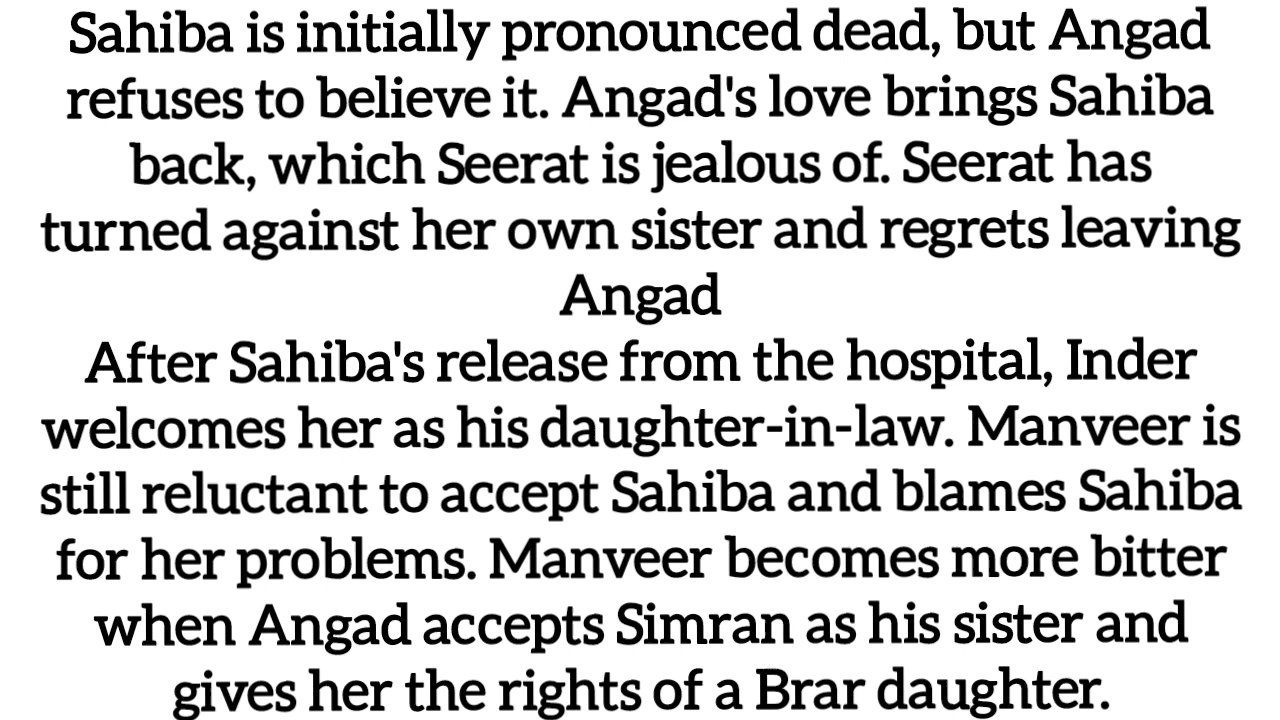 Sahiba is initially pronounced dead, but Angad
refuses to believe it. Angad's love brings Sahiba
back, which Seerat is jealous of. Seerat has
turned against her own sister and regrets leaving
Angad
After Sahiba's release from the hospital, Inder
welcomes her as his daughter-in-law. Manveer is
still reluctant to accept Sahiba and blames Sahiba
for her problems. Manveer becomes more bitter
when Angad accepts Simran as his sister and
gives her the rights of a Brar daughter.